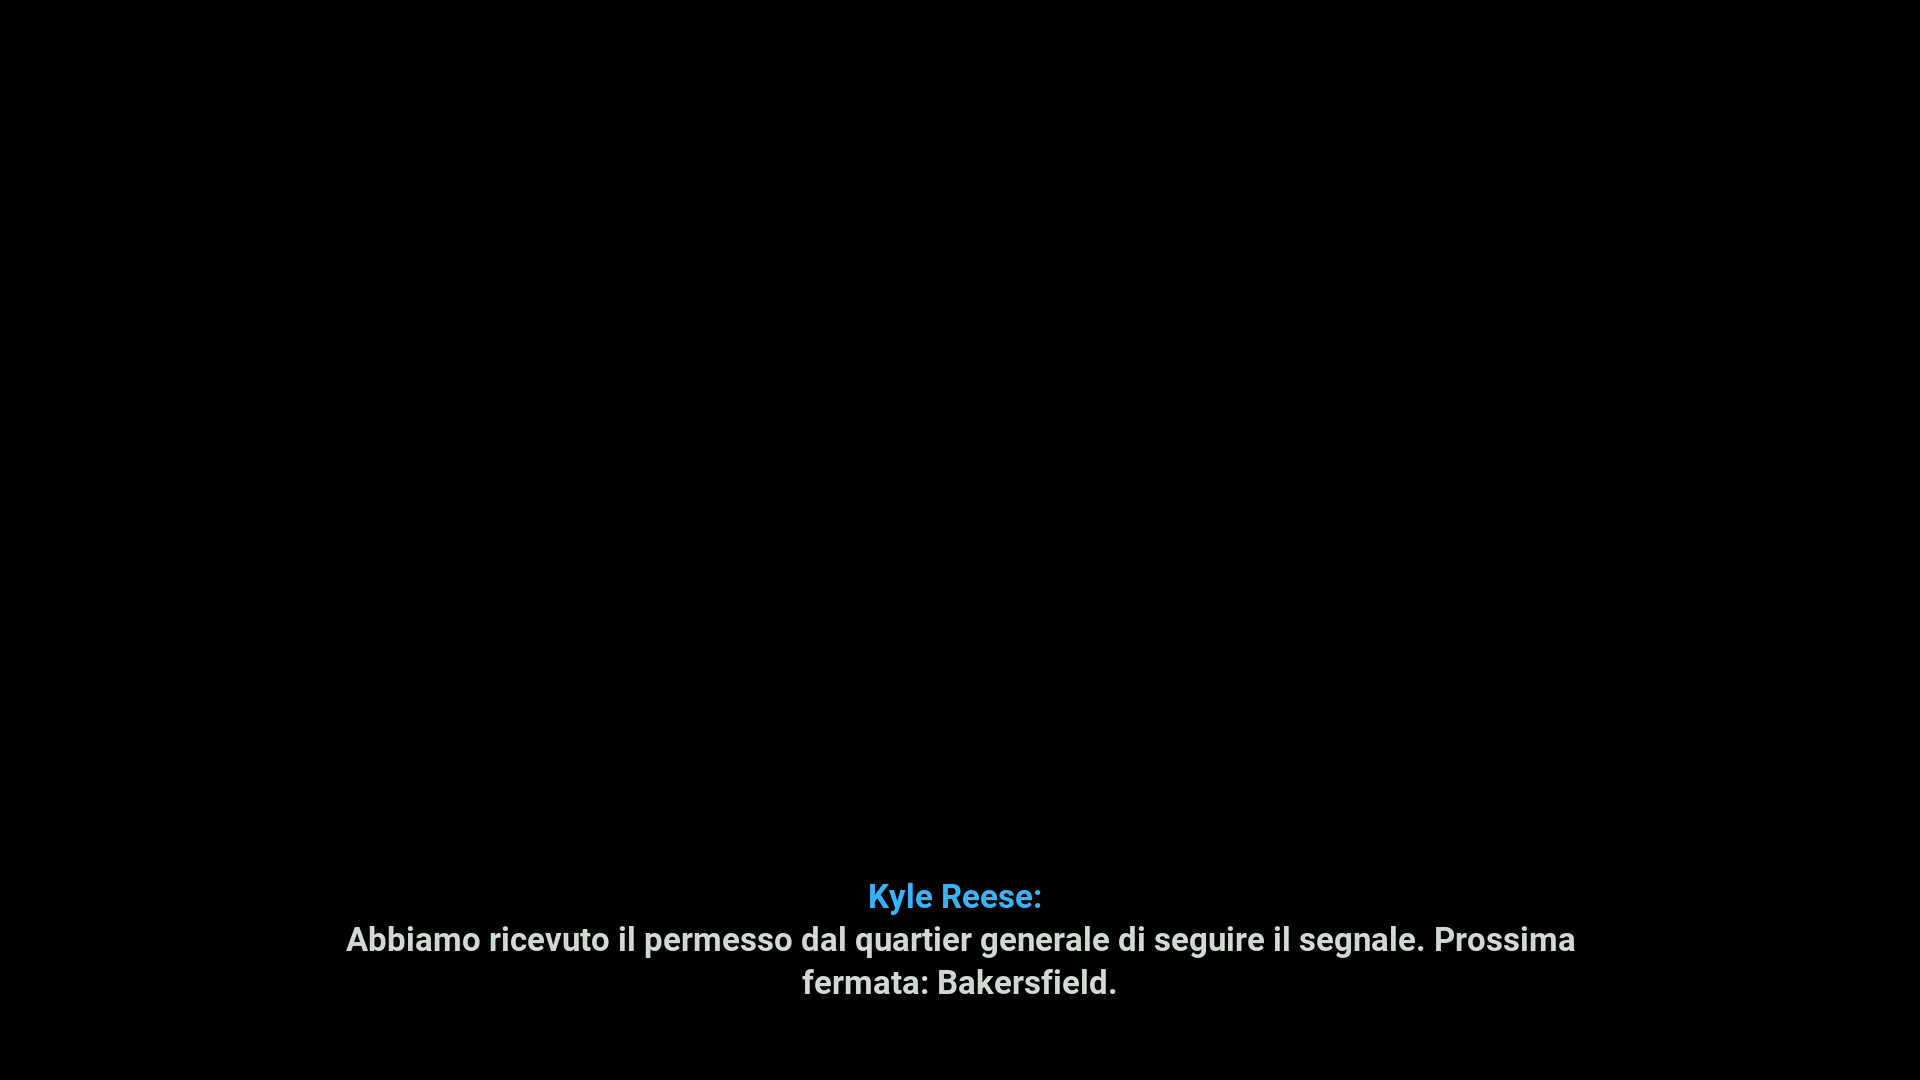 Kyle Reese:
Abbiamo ricevuto il permesso dal quartier generale di seguire il segnale. Prossima
fermata: Bakersfield.